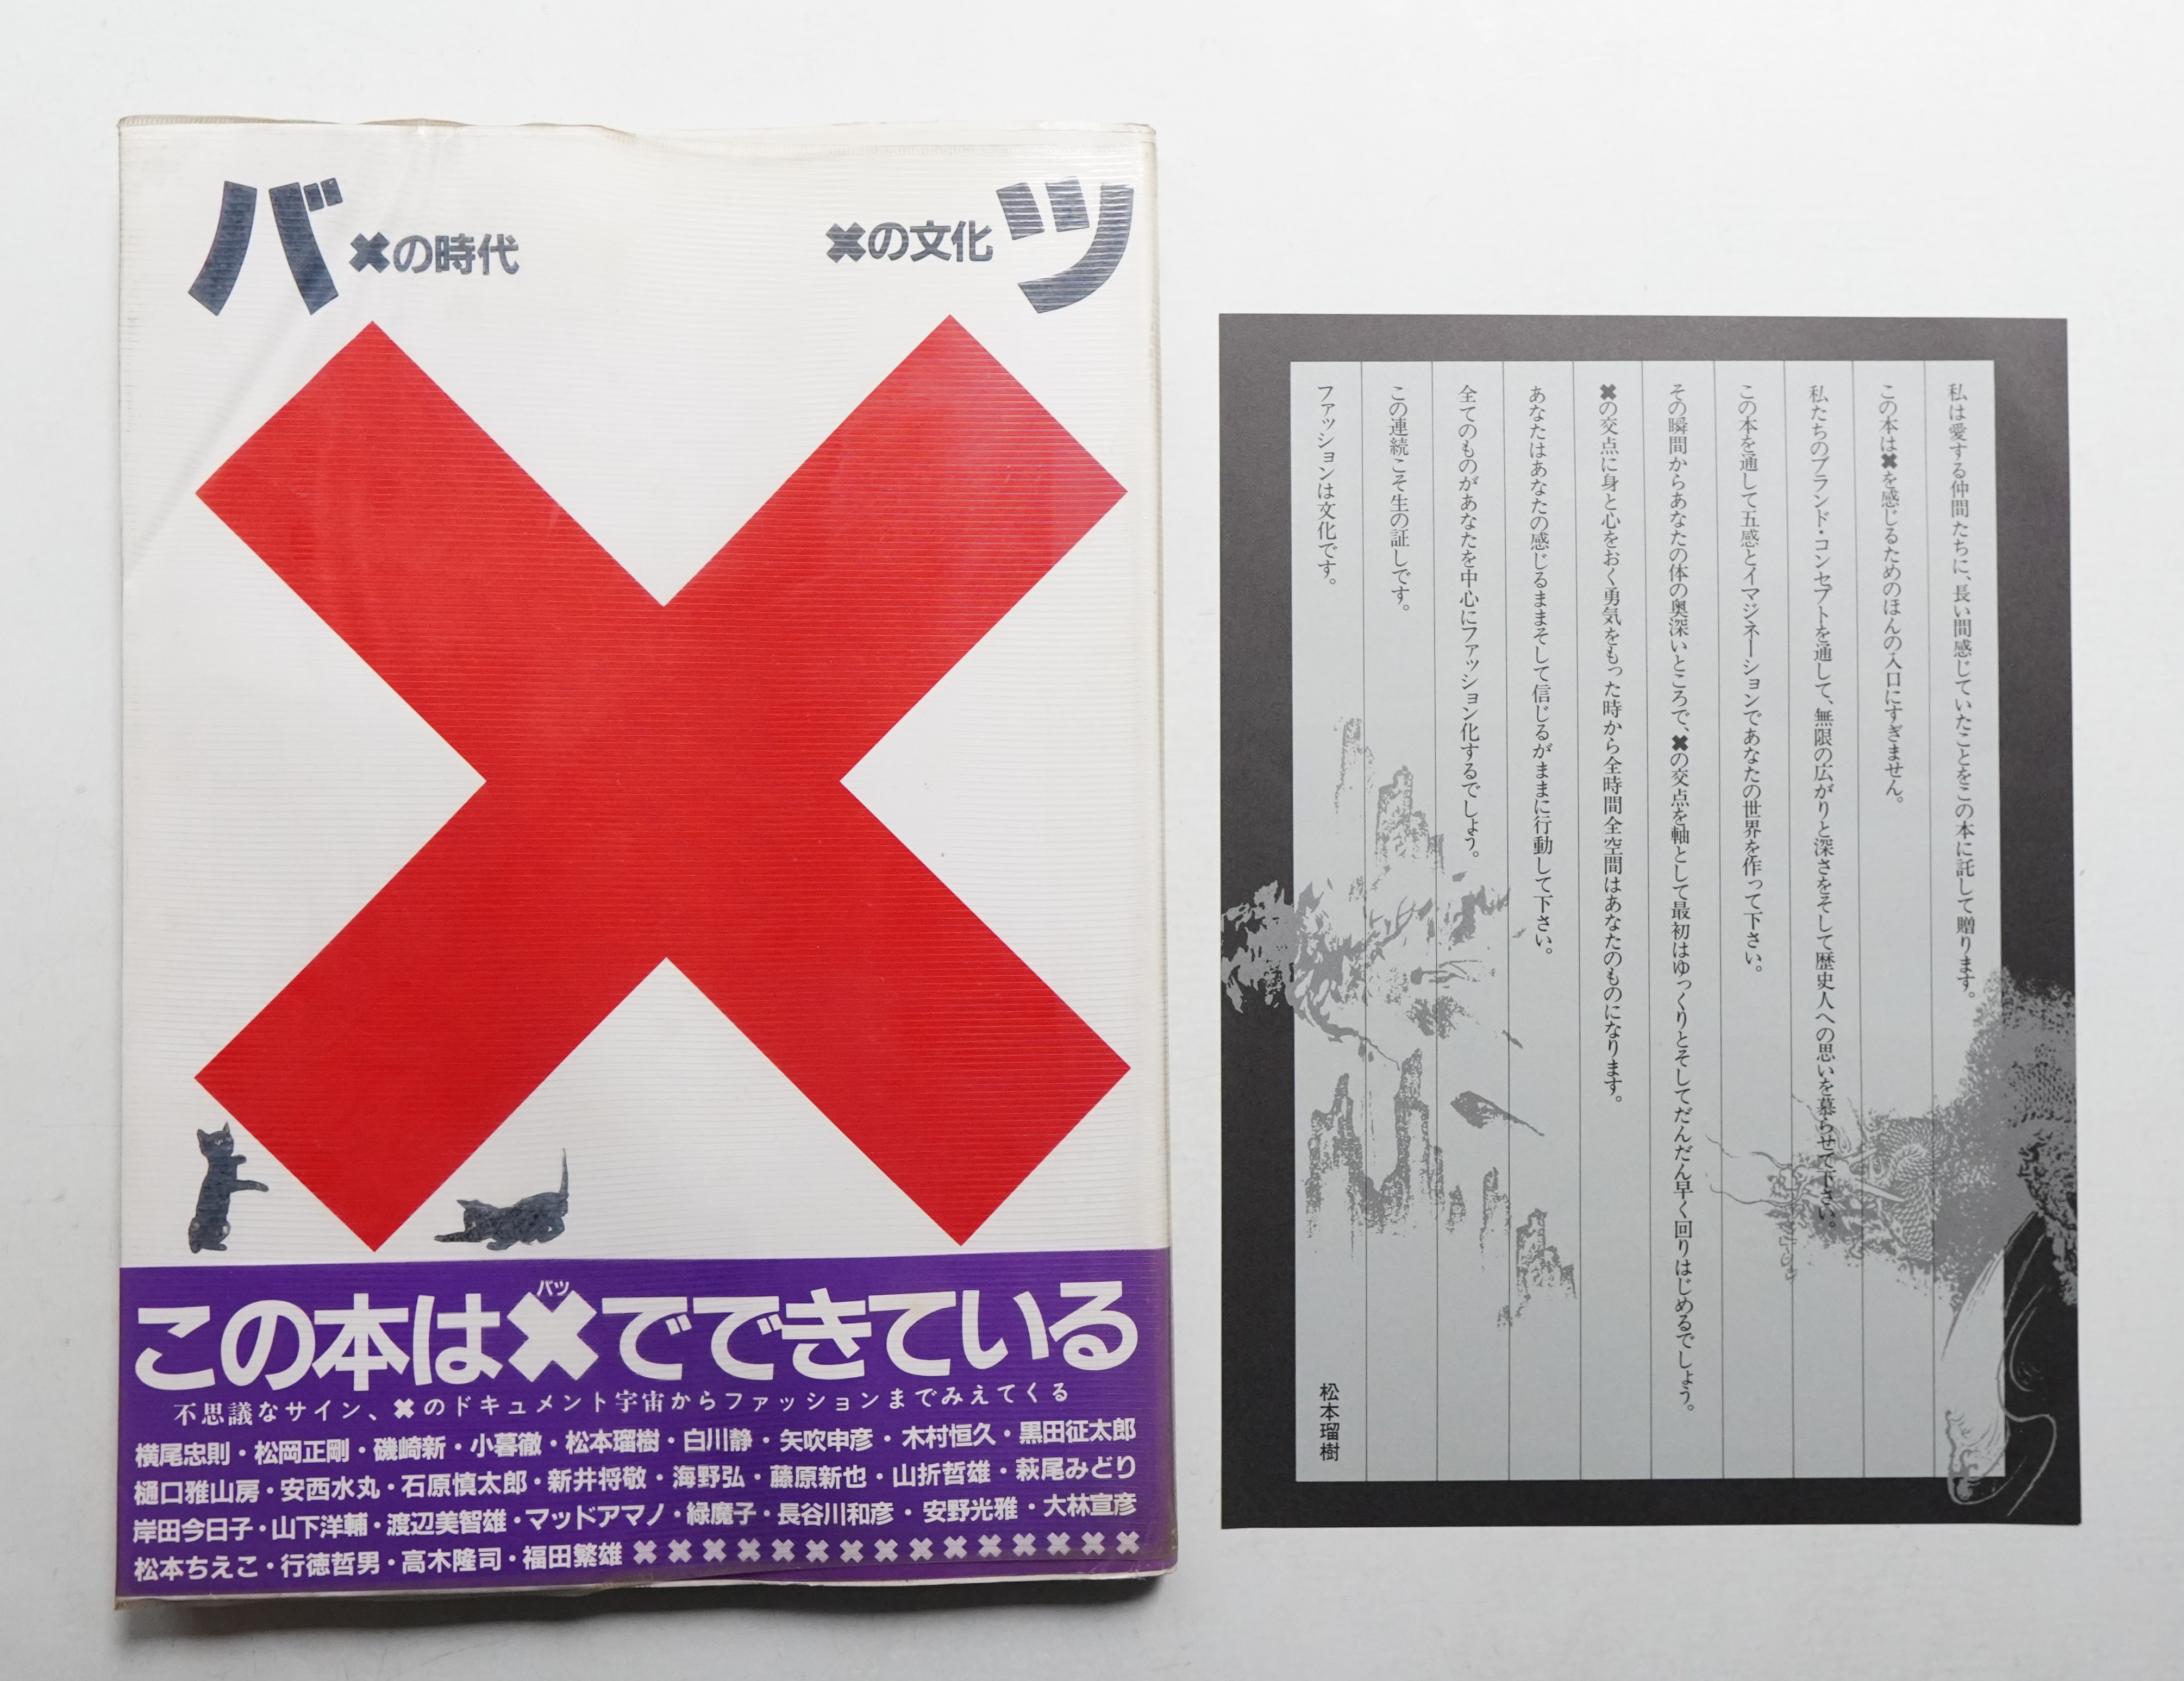 バツ
✖の時代
✖の文化
この本は✖でできている
バツ
不思議なサイン、✖のドキュメント宇宙からファッションまでみえてくる
横尾忠則・松岡正剛・磯崎新・小暮徹・松本瑠樹・白川静・矢吹申彦・木村恒久・黒田征太郎
樋口雅山房・安西水丸・石原慎太郎・新井将敬・海野弘・藤原新也・山折哲雄・萩尾みどり
岸田今日子・山下洋輔・渡辺美智雄・マッドアマノ・緑魔子・長谷川和彦・安野光雅・大林宣彦
松本ちえこ・行徳哲男・高木隆司・福田繁雄✖✖✖✖✖✖✖✖✖✖✖✖✖✖✖
私は愛する仲間たちに、長い間感じていたことをこの本に託して贈ります。
この本は✖を感じるためのほんの入口にすぎません。
私たちのブランド・コンセプトを通して、無限の広がりと深さをそして歴史人への思いを慕らせて下さい。
この本を通して五感とイマジネーションであなたの世界を作って下さい。
その瞬間からあなたの体の奥深いところで、✖の交点を軸として最初はゆっくりとそしてだんだん早く回りはじめるでしょう。
✖の交点に身と心をおく勇気をもった時から全時間全空間はあなたのものになります。
あなたはあなたの感じるままそして信じるがままに行動して下さい。
全てのものがあなたを中心にファッション化するでしょう。
この連続こそ生の証しです。
ファッションは文化です。
松本瑠樹